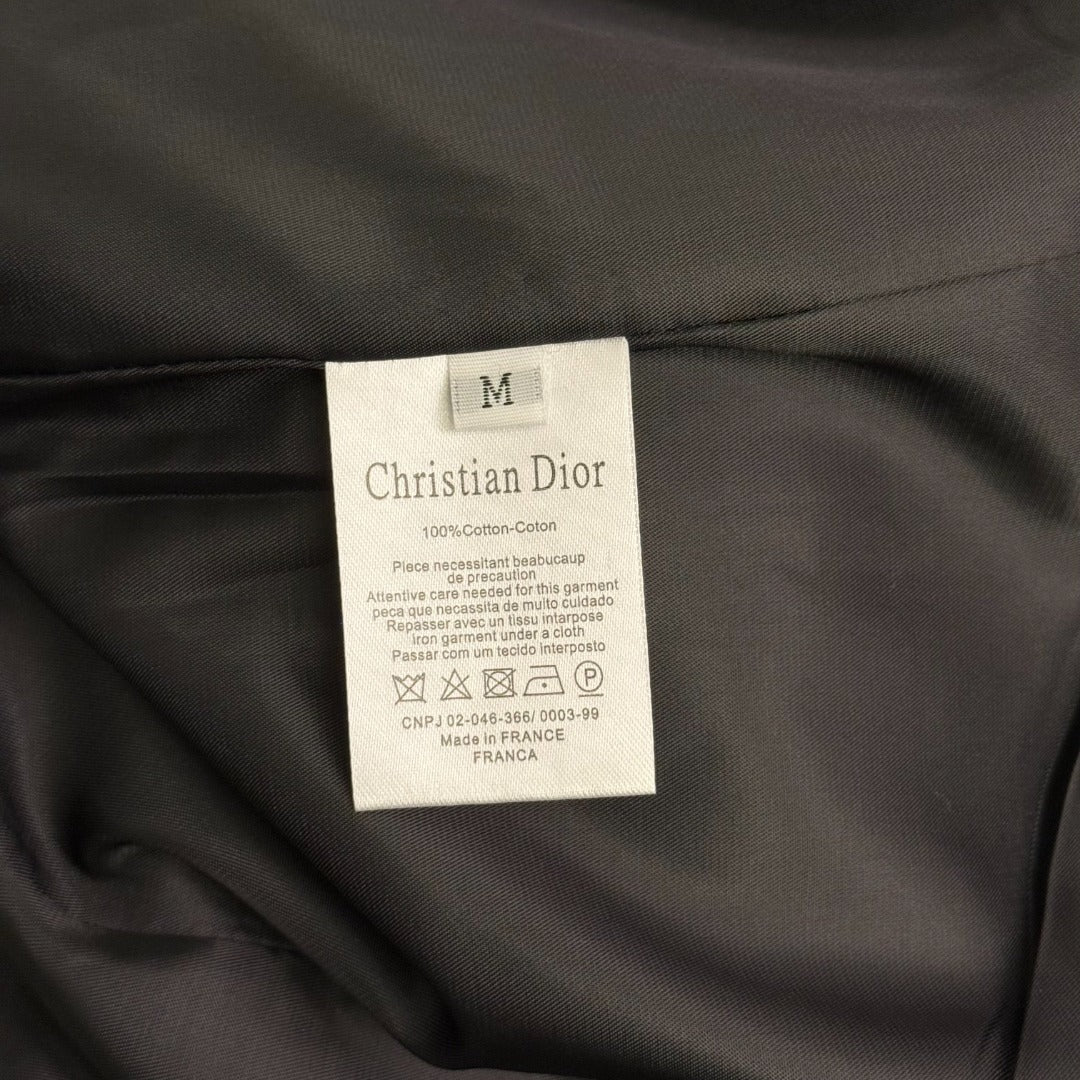 M
Christian Dior
100%Cotton-Coton
Piece necessitant beabucaup
de precaution
Attentive care needed for this garment
peca que necassita de muito cuidado
Repasser avec un tissu intarpose
iron garment under a cloth
Passar com um tecido interposto
P
CNPJ 02-046-366/ 0003-99
Made in FRANCE
FRANCA